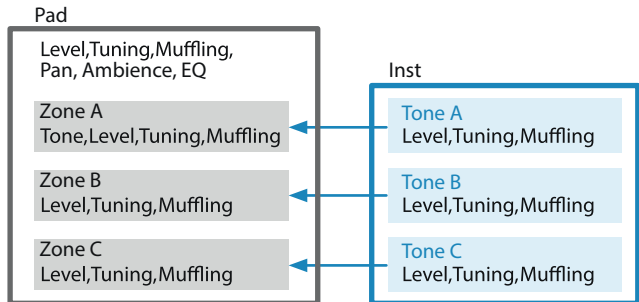 Pad
Level,Tuning,Muffling,
Pan, Ambience, EQ
Zone A
Tone,Level,Tuning,Muffling
Zone B
Level,Tuning,Muffling
Zone C
Level,Tuning,Muffling
Inst
Tone A
Level,Tuning,Muffling
Tone B
Level,Tuning,Muffling
Tone C
Level,Tuning,Muffling